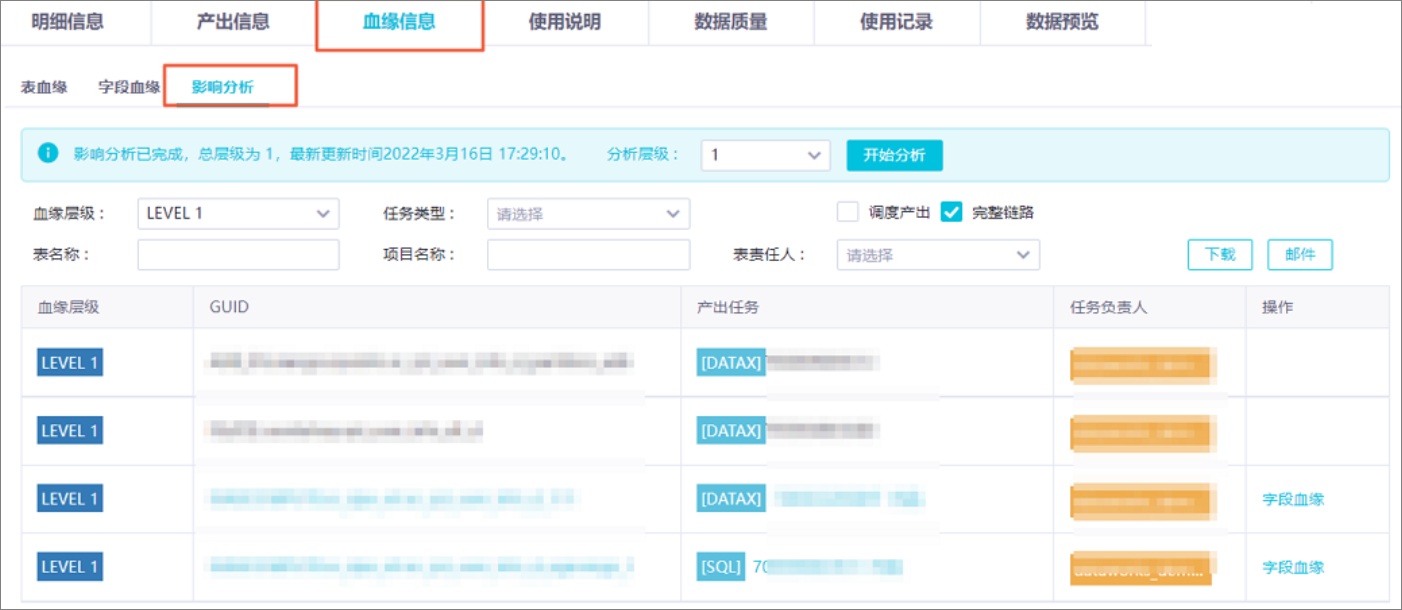 明细信息 产出信息 血缘信息 使用说明 数据质量 使用记录 数据预览
表血缘 字段血缘 影响分析
影响分析已完成，总层级为 1，最新更新时间2022年3月16日 17:29:10。 分析层级： 1 开始分析
血缘层级： LEVEL 1 任务类型： 请选择 调度产出 完整链路
表名称： 项目名称： 表责任人： 请选择 下载 邮件
血缘层级 GUID 产出任务 任务负责人 操作
LEVEL 1 [DATAX]
LEVEL 1 [DATAX]
LEVEL 1 [DATAX] 字段血缘
LEVEL 1 [SQL] 字段血缘